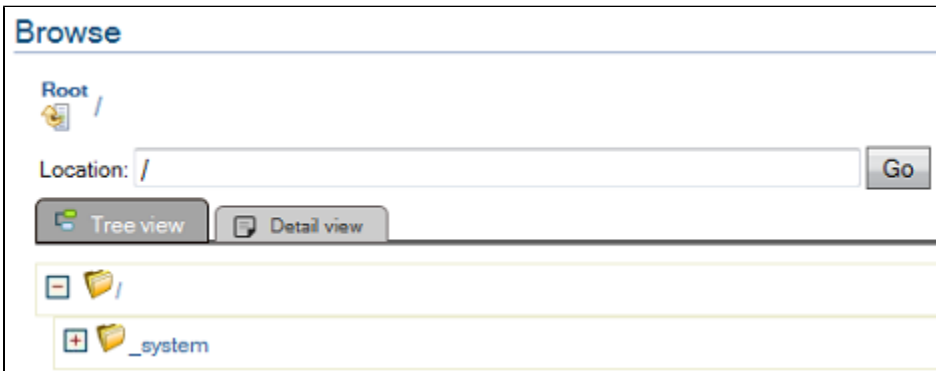 Browse
Root
/
Location: /
Go
Tree view Detail view
/
_system